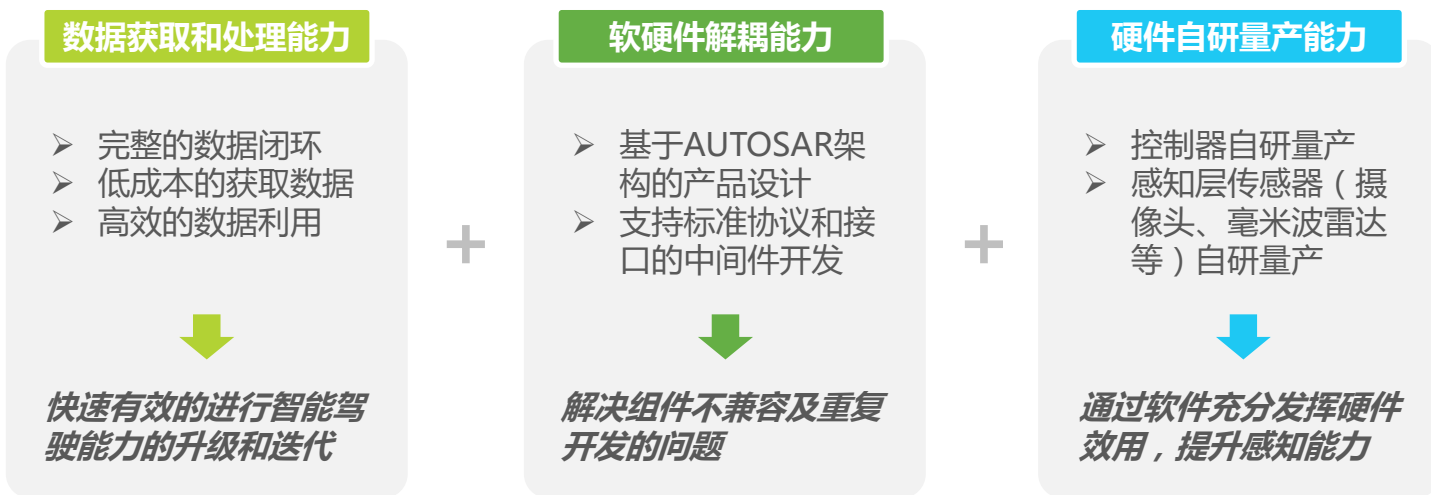 数据获取和处理能力
➢ 完整的数据闭环
➢ 低成本的获取数据
➢ 高效的数据利用
快速有效的进行智能驾
驶能力的升级和迭代
+
软硬件解耦能力
➢ 基于AUTOSAR架
构的产品设计
➢ 支持标准协议和接
口的中间件开发
解决组件不兼容及重复
开发的问题
+
硬件自研量产能力
➢ 控制器自研量产
➢ 感知层传感器（摄
像头、毫米波雷达
等）自研量产
通过软件充分发挥硬件
效用，提升感知能力